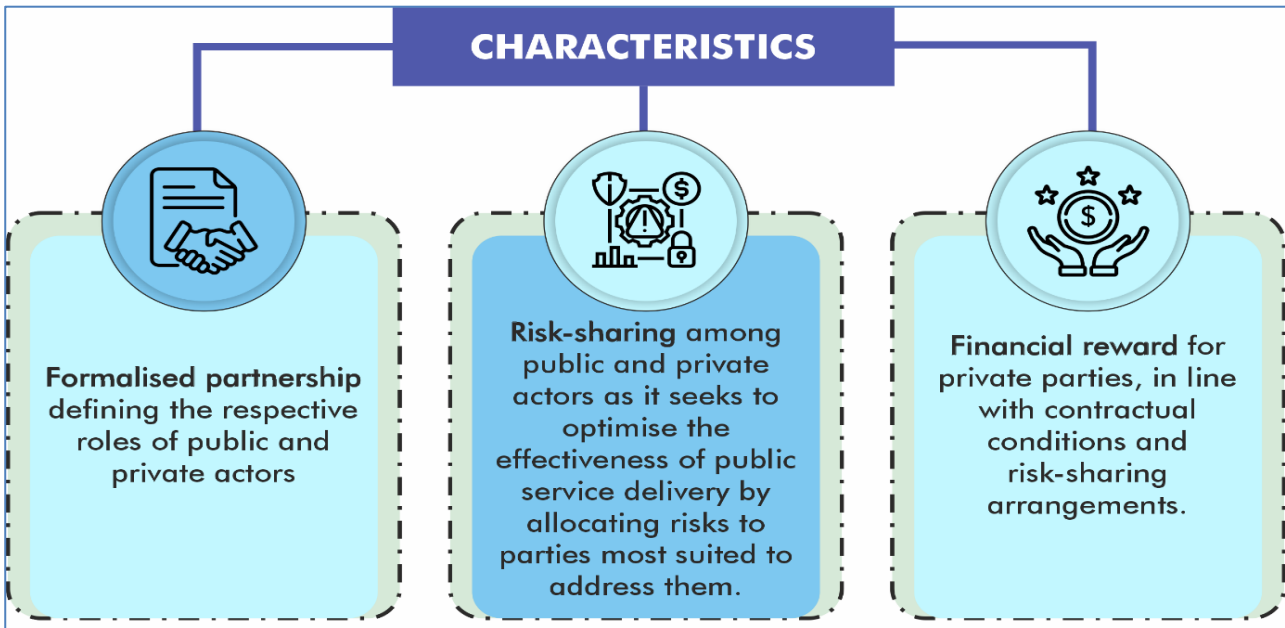 CHARACTERISTICS
Formalised partnership
defining the respective
roles of public and
private actors
Risk-sharing among
public and private
actors as it seeks to
optimise the
effectiveness of public
service delivery by
allocating risks to
parties most suited to
address them.
Financial reward for
private parties, in line
with contractual
conditions and
risk-sharing
arrangements.